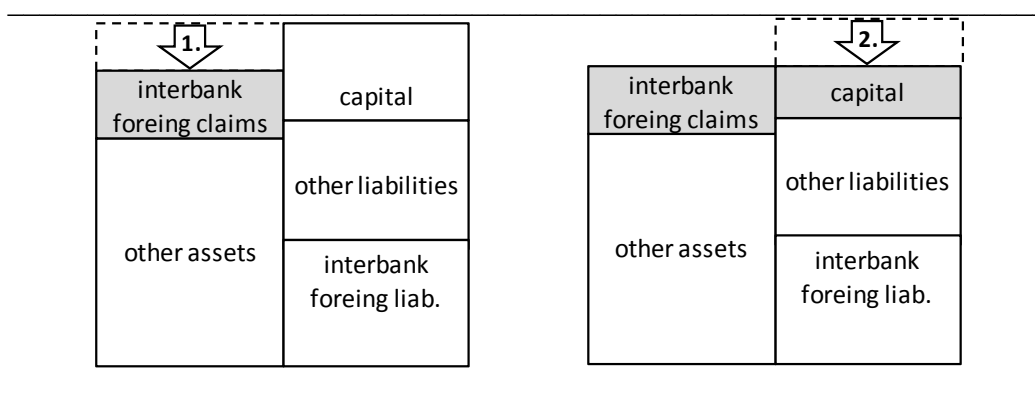 1.
interbank
foreing claims
other assets
capital
other liabilities
interbank
foreing liab.
2.
interbank
foreing claims
other assets
capital
other liabilities
interbank
foreing liab.